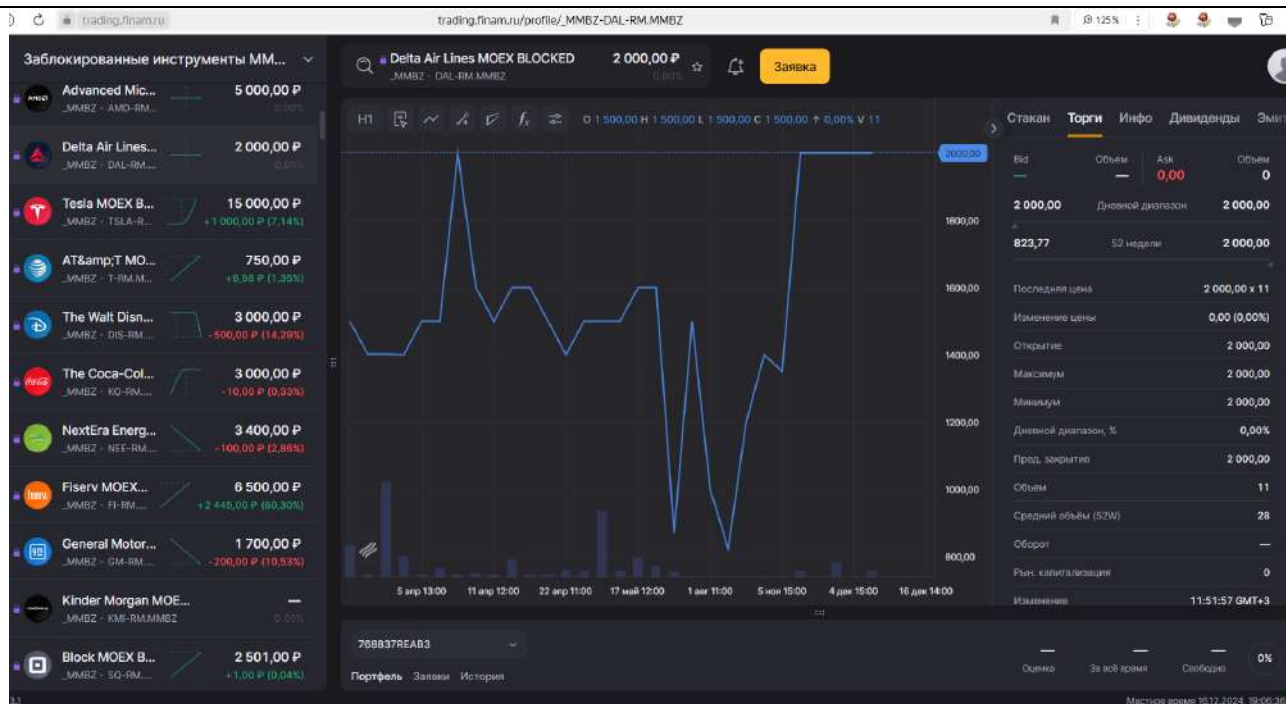 trading.finam.ru
trading.finam.ru/profile/_MMBZ-DAL-RM.MMBZ
125%
Заблокированные инструменты ММ...
Advanced Mic...
5 000,00 ₽
_MMBZ - AMD-RM...
0,00%
Delta Air Lines...
2 000,00 ₽
_MMBZ - DAL-RM....
0,00%
Tesla MOEX B...
15 000,00 ₽
_MMBZ - TSLA-R...
+1 000,00 ₽ (7,14%)
AT&amp;T MO...
750,00 ₽
_MMBZ - T-RM.M...
+9,98 ₽ (1,35%)
The Walt Disn...
3 000,00 ₽
_MMBZ - DIS-RM....
-500,00 ₽ (14,29%)
The Coca-Col...
3 000,00 ₽
_MMBZ - KO-RM....
-10,00 ₽ (0,33%)
NextEra Energ...
3 400,00 ₽
_MMBZ - NEE-RM...
-100,00 ₽ (2,86%)
Fiserv MOEX...
6 500,00 ₽
_MMBZ - FI-RM....
+2 445,00 ₽ (60,30%)
General Motor...
1 700,00 ₽
_MMBZ - GM-RM....
-200,00 ₽ (10,53%)
Kinder Morgan MOE...
—
_MMBZ - KMI-RM.MMBZ
0,00%
Block MOEX B...
2 501,00 ₽
_MMBZ - SQ-RM....
+1,00 ₽ (0,04%)
Delta Air Lines MOEX BLOCKED
2 000,00 ₽
_MMBZ - DAL-RM.MMBZ
0,00%
Заявка
H1
O 1 500,00 H 1 500,00 L 1 500,00 C 1 500,00 ↑ 0,00% V 11
2000,00
1800,00
1600,00
1400,00
1200,00
1000,00
800,00
5 апр 13:00 11 апр 12:00 22 апр 11:00 17 май 12:00 1 авг 11:00 5 ноя 15:00 4 дек 15:00 16 дек 14:00
768837REAB3
Портфель Заявки История
Стакан Торги Инфо Дивиденды Эмит
Bid Объем Ask Объем
— — 0,00 0
2 000,00 Дневной диапазон 2 000,00
823,77 52 недели 2 000,00
Последняя цена 2 000,00 x 11
Изменение цены 0,00 (0,00%)
Открытие 2 000,00
Максимум 2 000,00
Минимум 2 000,00
Дневной диапазон, % 0,00%
Пред. закрытие 2 000,00
Объем 11
Средний объём (52W) 28
Оборот —
Рын. капитализация 0
Изменение 11:51:57 GMT+3
— — — 0%
Оценка За всё время Свободно
Местное время 16.12.2024, 19:06:36